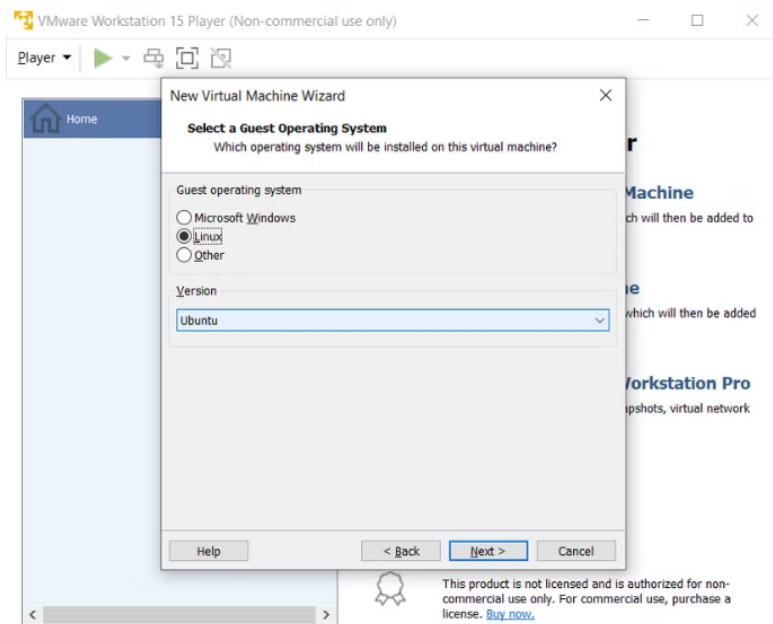 VMware Workstation 15 Player (Non-commercial use only)
Player
Home
New Virtual Machine Wizard
Select a Guest Operating System
Which operating system will be installed on this virtual machine?
Guest operating system
Microsoft Windows
Linux
Other
Version
Ubuntu
Help
< Back
Next >
Cancel
r
Machine
ch will then be added to
ne
which will then be added
Workstation Pro
apshots, virtual network
This product is not licensed and is authorized for non-
commercial use only. For commercial use, purchase a
license. Buy now.